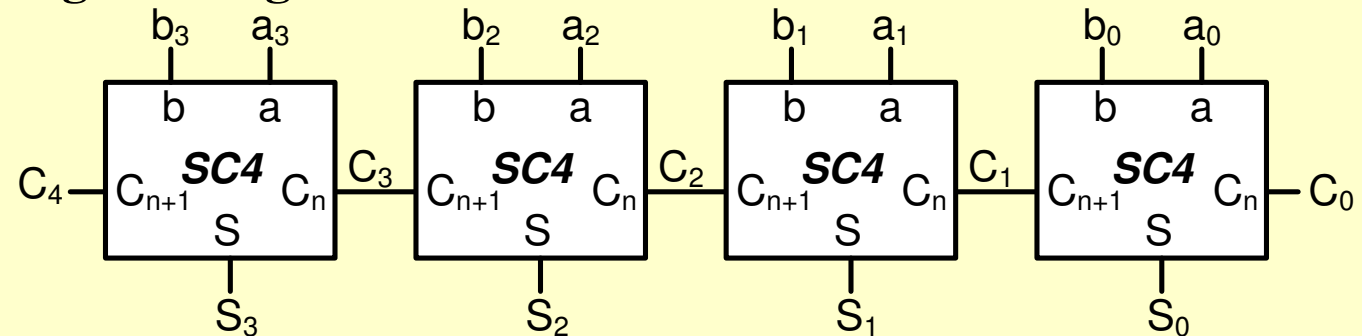 b₃ a₃ b₂ a₂ b₁ a₁ b₀ a₀
b a b a b a b a
SC4 SC4 SC4 SC4
C₄ Cₙ₊₁ Cₙ C₃ Cₙ₊₁ Cₙ C₂ Cₙ₊₁ Cₙ C₁ Cₙ₊₁ Cₙ C₀
S S S S
S₃ S₂ S₁ S₀